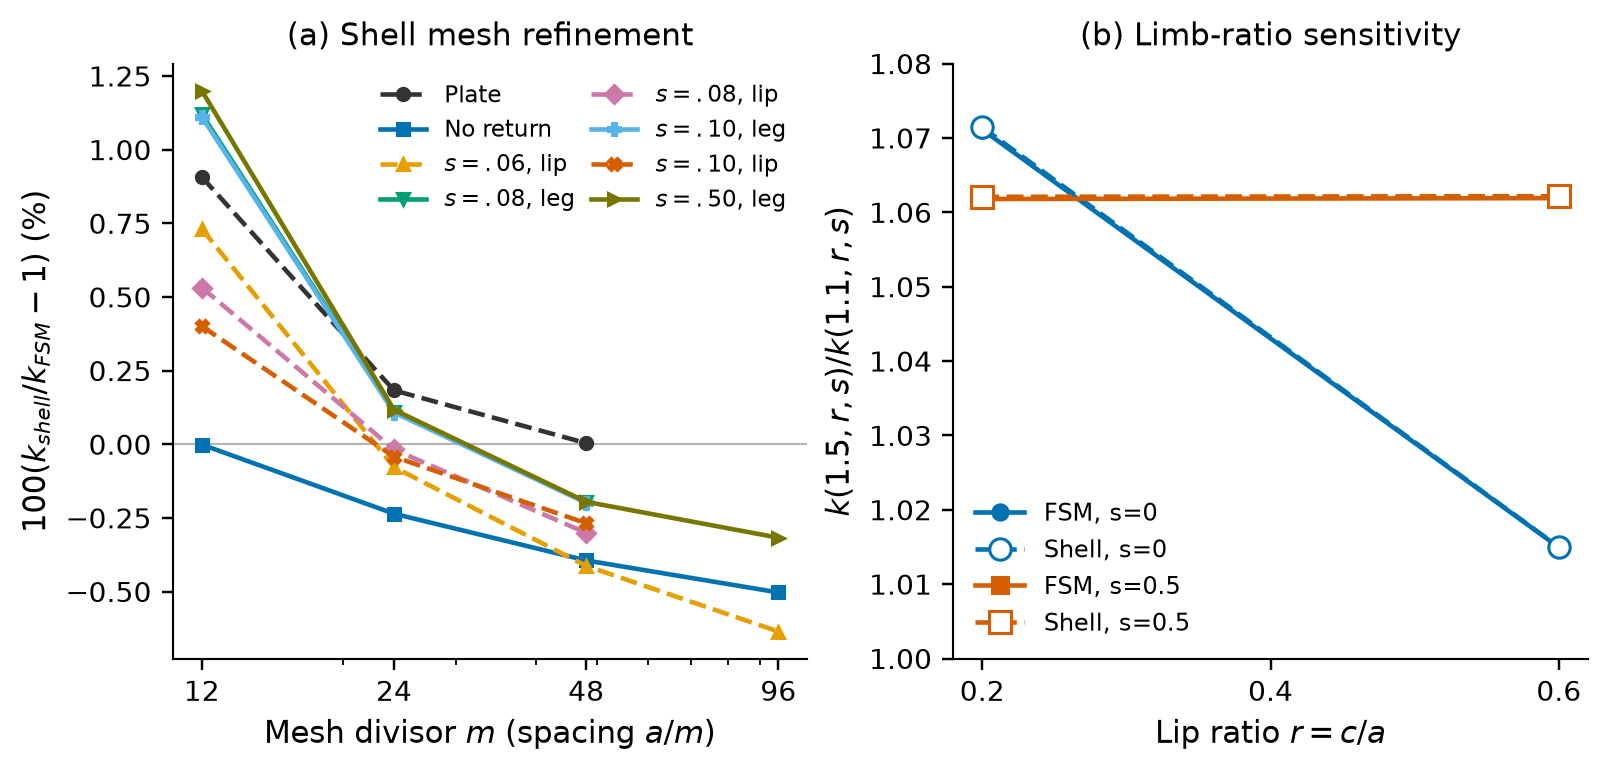 (a) Shell mesh refinement
100(k_shell/k_FSM − 1) (%)
1.25
1.00
0.75
0.50
0.25
0.00
−0.25
−0.50
Plate
No return
s = .06, lip
s = .08, leg
s = .08, lip
s = .10, leg
s = .10, lip
s = .50, leg
12 24 48 96
Mesh divisor m (spacing a/m)
(b) Limb-ratio sensitivity
k(1.5, r, s)/k(1.1, r, s)
1.08
1.07
1.06
1.05
1.04
1.03
1.02
1.01
1.00
FSM, s=0
Shell, s=0
FSM, s=0.5
Shell, s=0.5
0.2 0.4 0.6
Lip ratio r = c/a